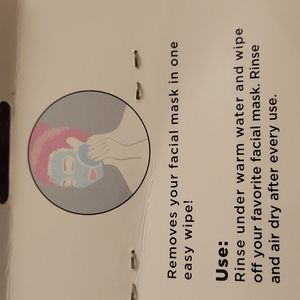 Removes your facial mask in one
easy wipe!
Use:
Rinse under warm water and wipe
off your favorite facial mask. Rinse
and air dry after every use.